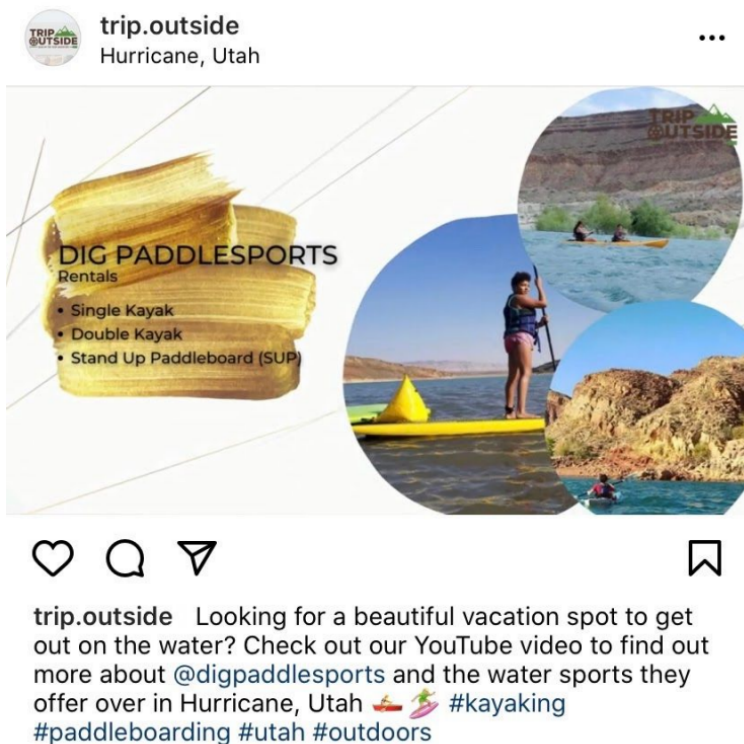 TRIP
OUTSIDE
trip.outside
Hurricane, Utah
TRIP
OUTSIDE
DIG PADDLESPORTS
Rentals
• Single Kayak
• Double Kayak
• Stand Up Paddleboard (SUP)
trip.outside Looking for a beautiful vacation spot to get
out on the water? Check out our YouTube video to find out
more about @digpaddlesports and the water sports they
offer over in Hurricane, Utah 🚣 🏄 #kayaking
#paddleboarding #utah #outdoors